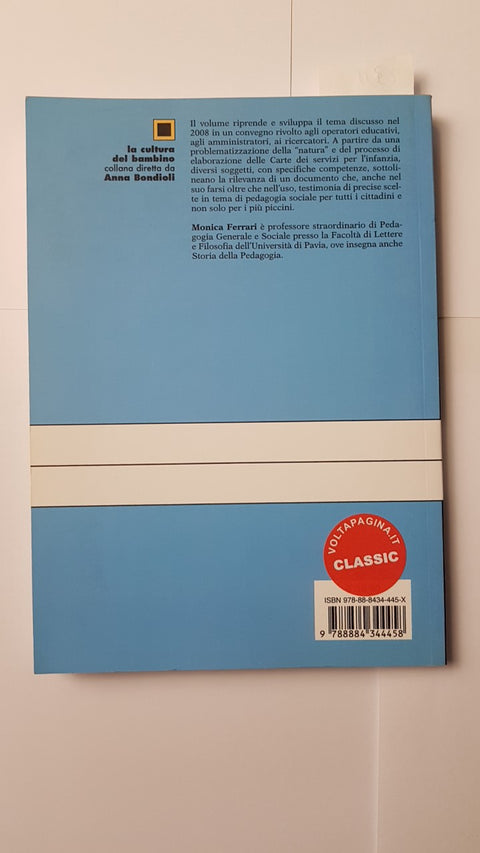 la cultura
del bambino
collana diretta da
Anna Bondioli
Il volume riprende e sviluppa il tema discusso nel
2008 in un convegno rivolto agli operatori educativi,
agli amministratori, ai ricercatori. A partire da una
problematizzazione della "natura" e del processo di
elaborazione delle Carte dei servizi per l'infanzia,
diversi soggetti, con specifiche competenze, sottoli-
neano la rilevanza di un documento che, anche nel
suo farsi oltre che nell'uso, testimonia di precise scel-
te in tema di pedagogia sociale per tutti i cittadini e
non solo per i più piccini.
Monica Ferrari è professore straordinario di Peda-
gogia Generale e Sociale presso la Facoltà di Lettere
e Filosofia dell'Università di Pavia, ove insegna anche
Storia della Pedagogia.
VOLTAPAGINA.IT
CLASSIC
ISBN 978-88-8434-445-X
9 788884 344458